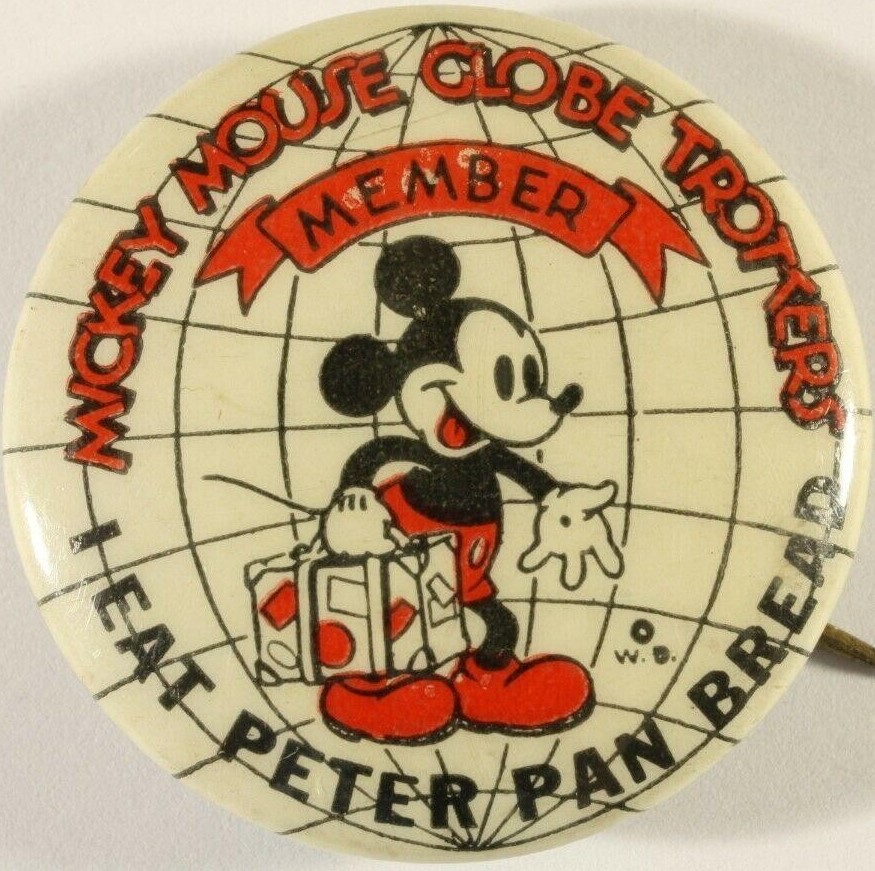 MICKEY MOUSE GLOBE TROTTERS
MEMBER
I EAT PETER PAN BREAD
© W. D.